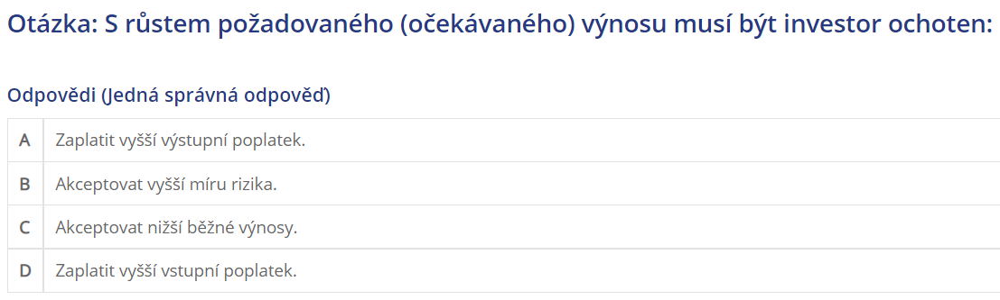 Otázka: S růstem požadovaného (očekávaného) výnosu musí být investor ochoten:
Odpovědi (Jedná správná odpověď)
A Zaplatit vyšší výstupní poplatek.
B Akceptovat vyšší míru rizika.
C Akceptovat nižší běžné výnosy.
D Zaplatit vyšší vstupní poplatek.